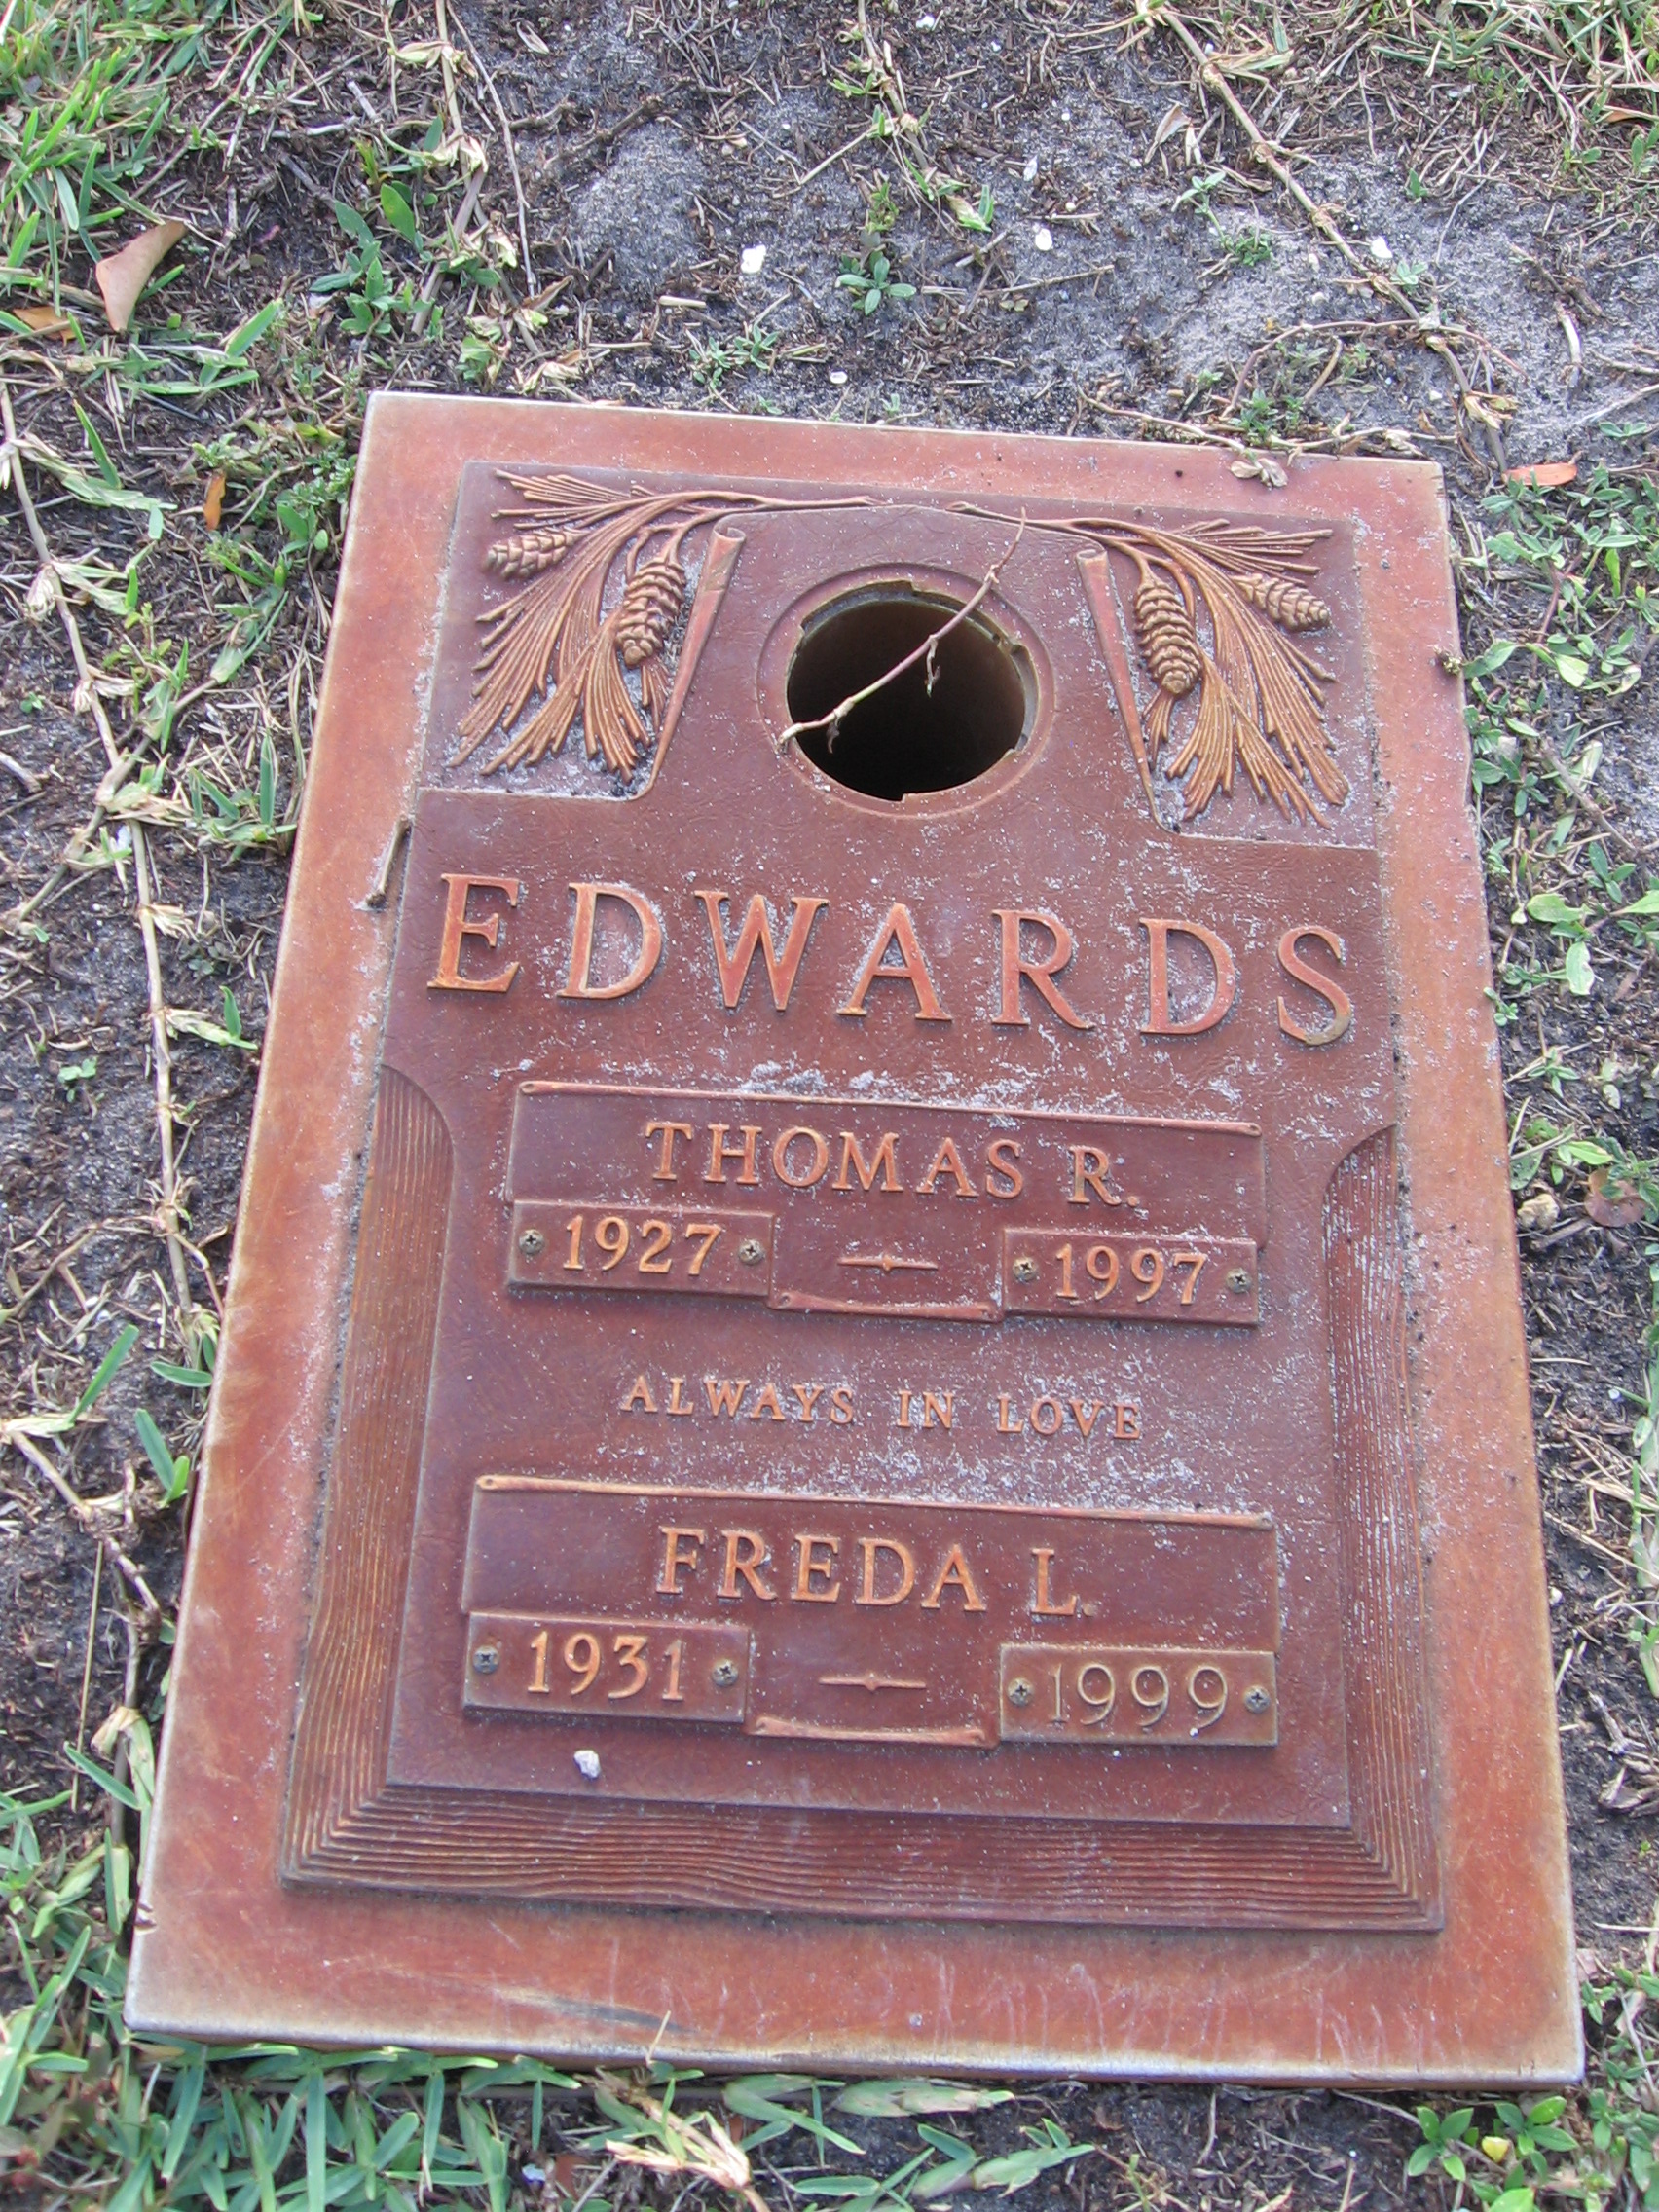 EDWARDS
THOMAS R.
1927 — 1997
ALWAYS IN LOVE
FREDA L.
1931 — 1999